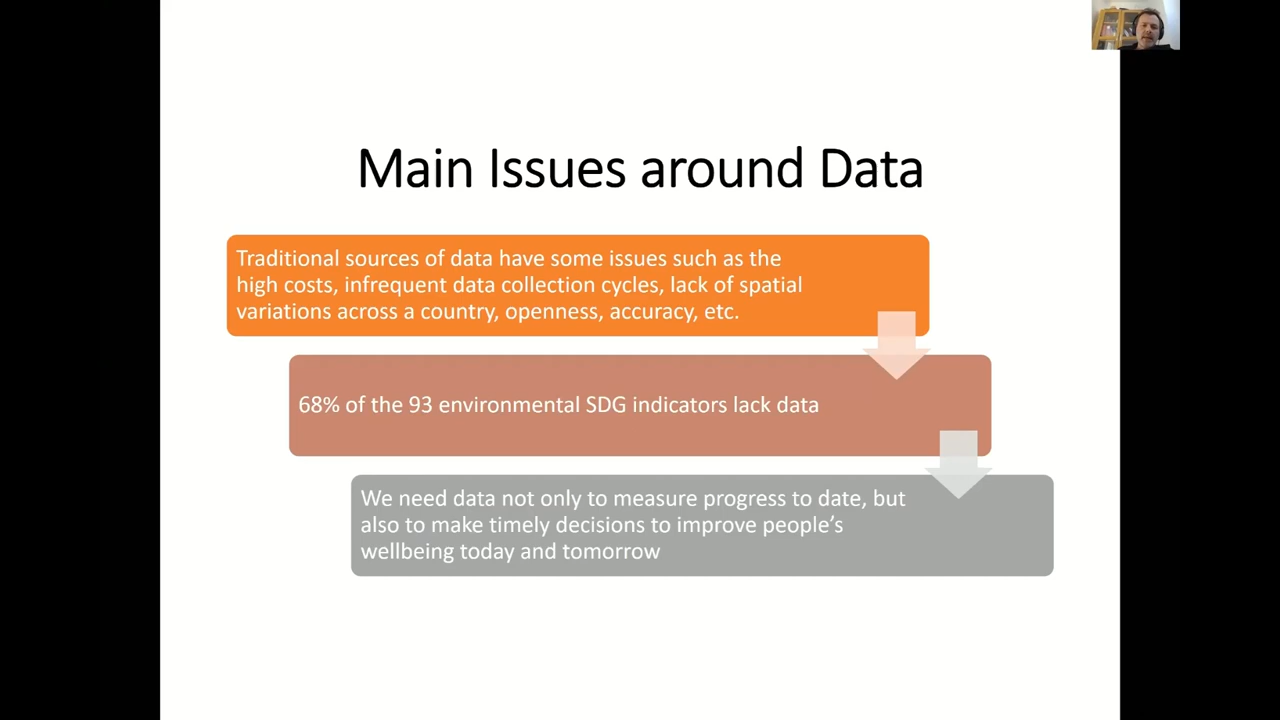 Main Issues around Data
Traditional sources of data have some issues such as the
high costs, infrequent data collection cycles, lack of spatial
variations across a country, openness, accuracy, etc.
68% of the 93 environmental SDG indicators lack data
We need data not only to measure progress to date, but
also to make timely decisions to improve people’s
wellbeing today and tomorrow